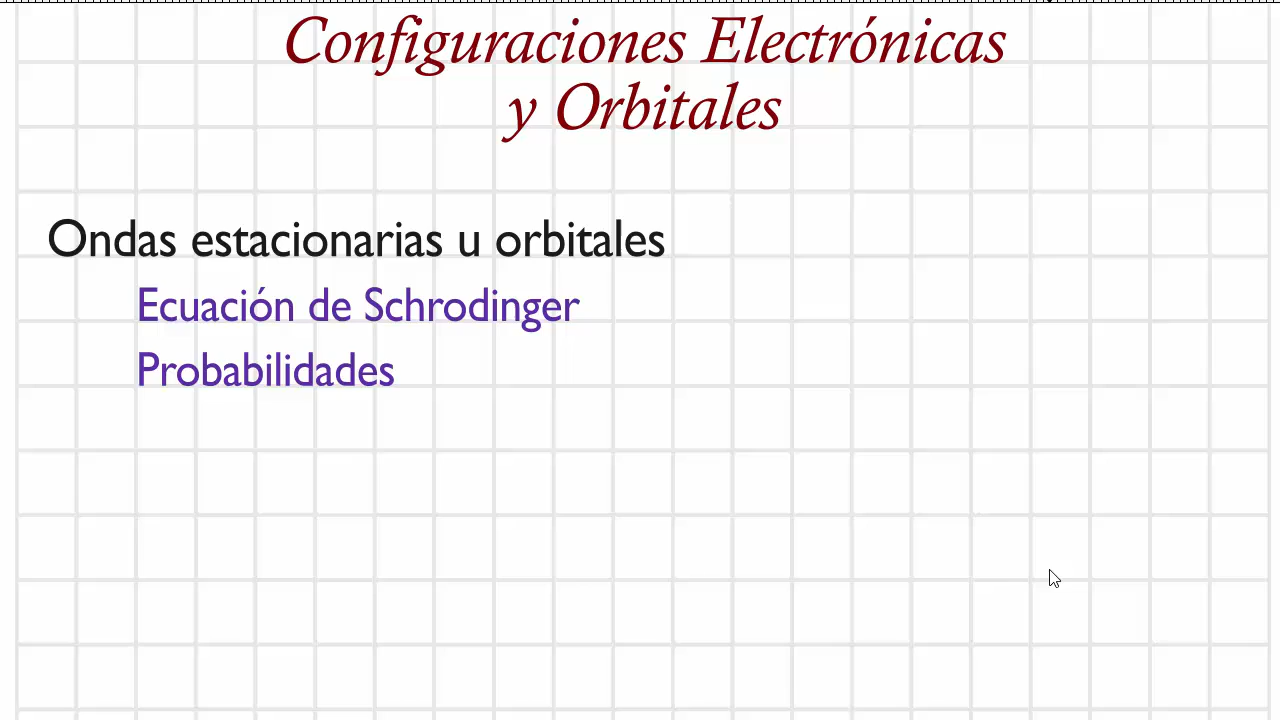 Configuraciones Electrónicas
y Orbitales
Ondas estacionarias u orbitales
Ecuación de Schrodinger
Probabilidades